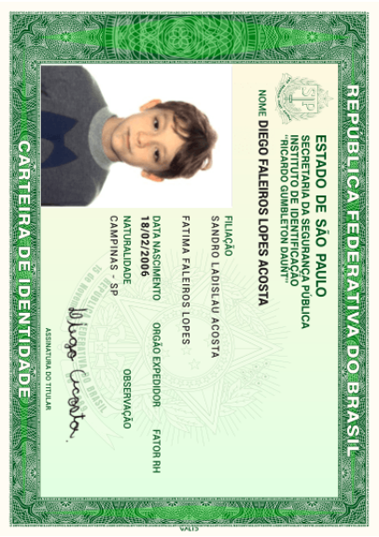 REPÚBLICA FEDERATIVA DO BRASIL
ESTADO DE SÃO PAULO
SECRETARIA DA SEGURANÇA PÚBLICA
INSTITUTO DE IDENTIFICAÇÃO
"RICARDO GUMBLETON DAUNT"
NOME DIEGO FALEIROS LOPES ACOSTA
FILIAÇÃO
SANDRO LADISLAU ACOSTA
FATIMA FALEIROS LOPES
DATA NASCIMENTO ORGÃO EXPEDIDOR FATOR RH
18/02/2006
NATURALIDADE OBSERVAÇÃO
CAMPINAS - SP
Diego Acosta.
ASSINATURA DO TITULAR
CARTEIRA DE IDENTIDADE